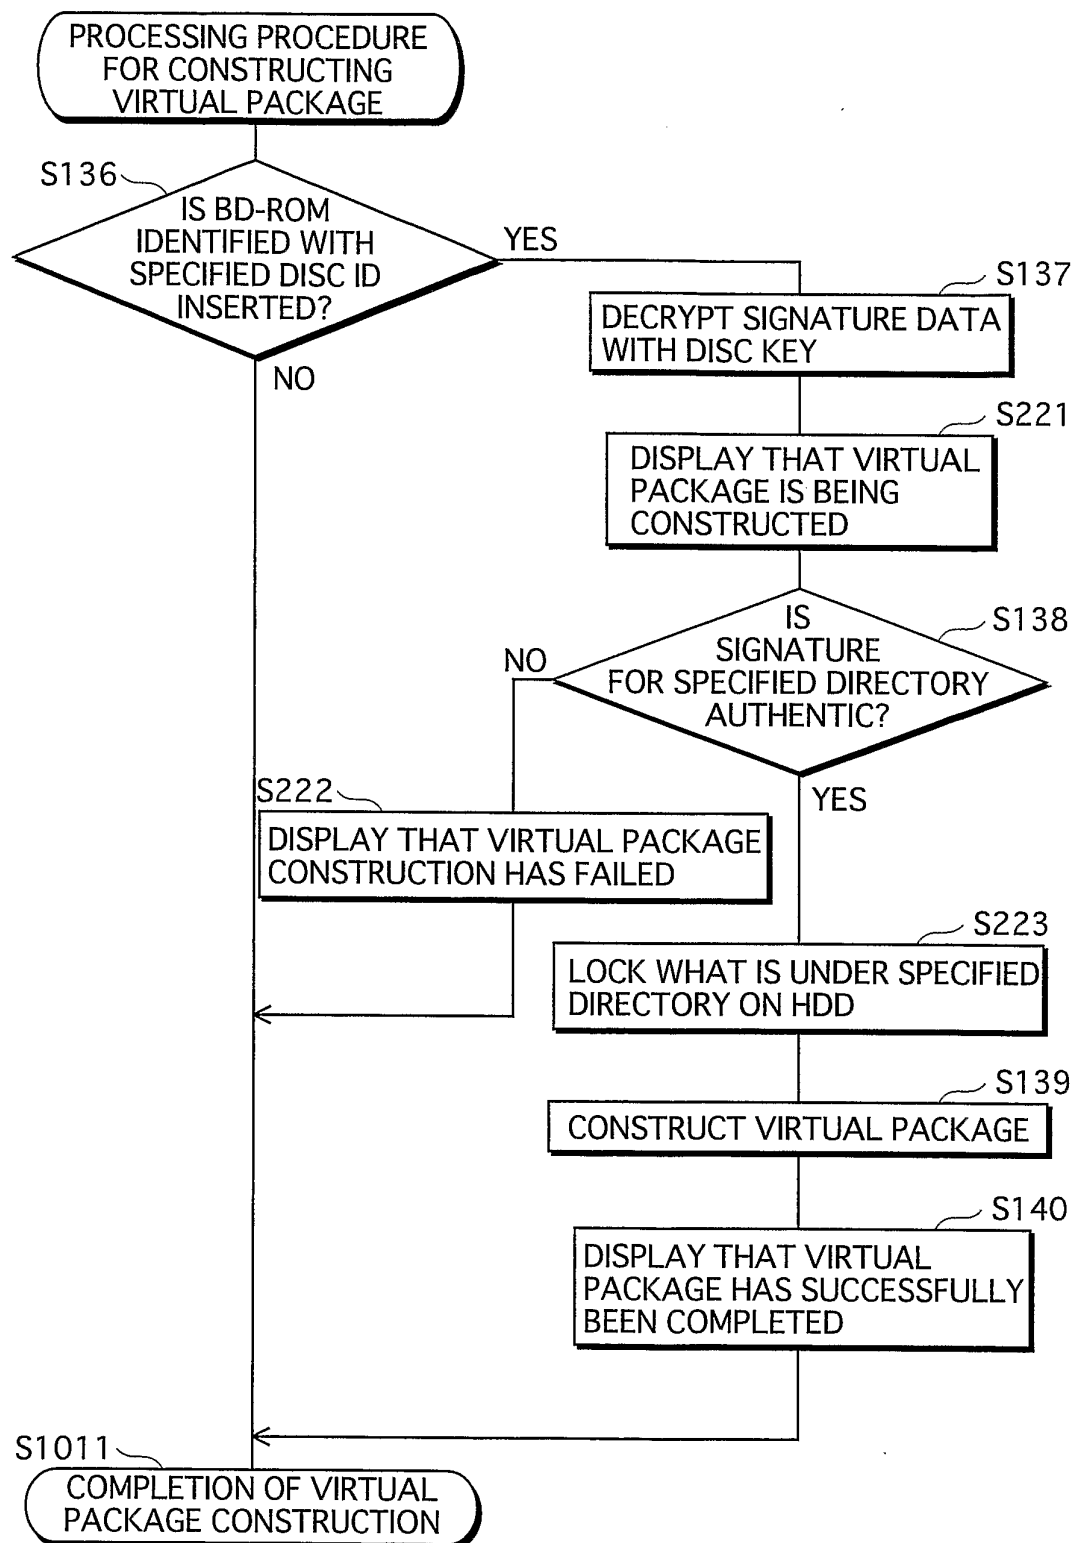 PROCESSING PROCEDURE
FOR CONSTRUCTING
VIRTUAL PACKAGE
S136
IS BD-ROM
IDENTIFIED WITH
SPECIFIED DISC ID
INSERTED?
YES
NO
S137
DECRYPT SIGNATURE DATA
WITH DISC KEY
S221
DISPLAY THAT VIRTUAL
PACKAGE IS BEING
CONSTRUCTED
S138
IS
SIGNATURE
FOR SPECIFIED DIRECTORY
AUTHENTIC?
NO
YES
S222
DISPLAY THAT VIRTUAL PACKAGE
CONSTRUCTION HAS FAILED
S223
LOCK WHAT IS UNDER SPECIFIED
DIRECTORY ON HDD
S139
CONSTRUCT VIRTUAL PACKAGE
S140
DISPLAY THAT VIRTUAL
PACKAGE HAS SUCCESSFULLY
BEEN COMPLETED
S1011
COMPLETION OF VIRTUAL
PACKAGE CONSTRUCTION